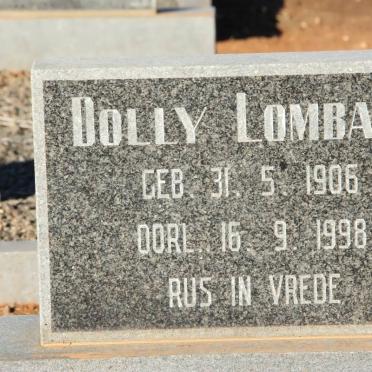 DOLLY LOMBA
GEB. 31. 5. 1906
OORL. 16. 9. 1998
RUS IN VREDE